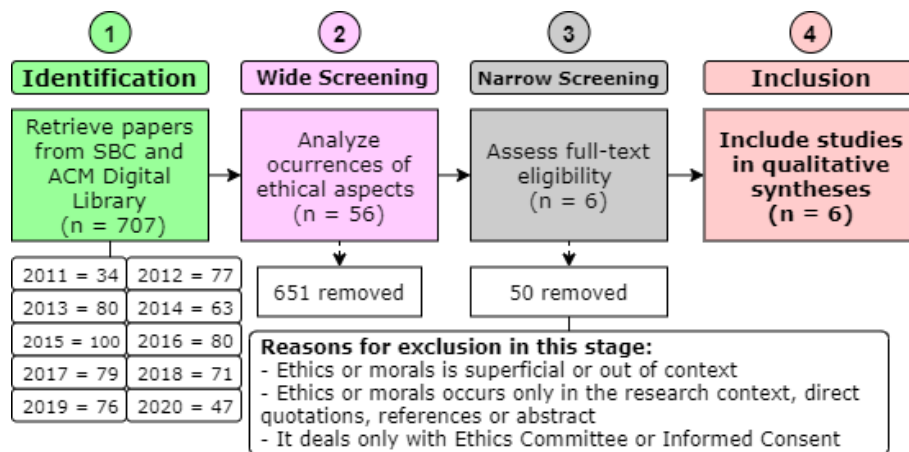 1
Identification
Retrieve papers
from SBC and
ACM Digital
Library
(n = 707)
2011 = 34
2012 = 77
2013 = 80
2014 = 63
2015 = 100
2016 = 80
2017 = 79
2018 = 71
2019 = 76
2020 = 47
2
Wide Screening
Analyze
ocurrences of
ethical aspects
(n = 56)
651 removed
3
Narrow Screening
Assess full-text
eligibility
(n = 6)
50 removed
Reasons for exclusion in this stage:
- Ethics or morals is superficial or out of context
- Ethics or morals occurs only in the research context, direct
quotations, references or abstract
- It deals only with Ethics Committee or Informed Consent
4
Inclusion
Include studies
in qualitative
syntheses
(n = 6)